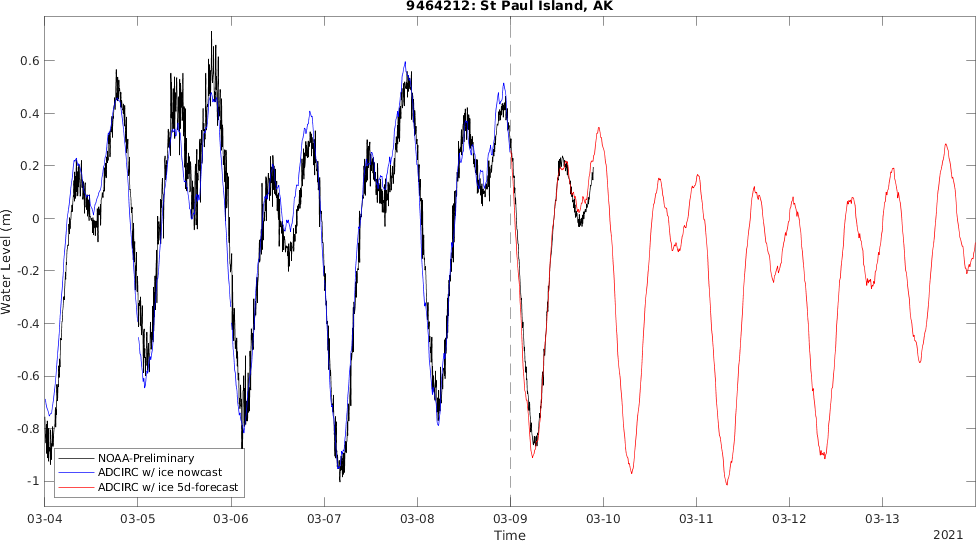 9464212: St Paul Island, AK
Water Level (m)
0.6
0.4
0.2
0
-0.2
-0.4
-0.6
-0.8
-1
NOAA-Preliminary
ADCIRC w/ ice nowcast
ADCIRC w/ ice 5d-forecast
03-04 03-05 03-06 03-07 03-08 03-09 03-10 03-11 03-12 03-13
Time
2021